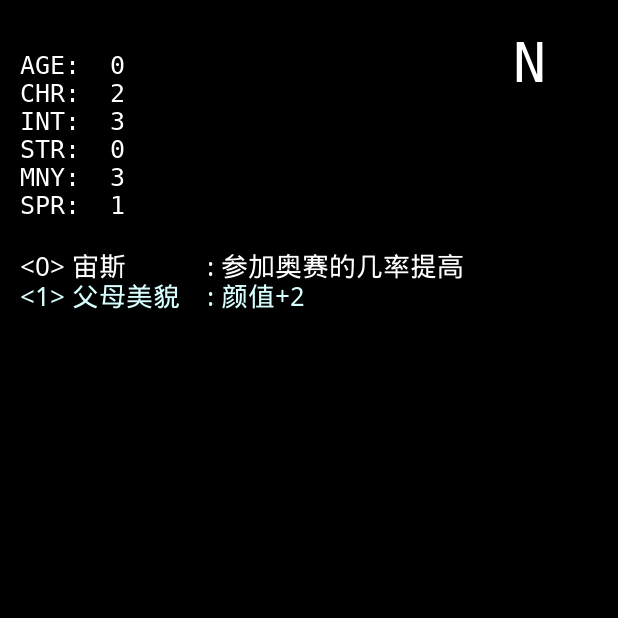 N
AGE: 0
CHR: 2
INT: 3
STR: 0
MNY: 3
SPR: 1
<0> 宙斯 : 参加奥赛的几率提高
<1> 父母美貌 : 颜值+2